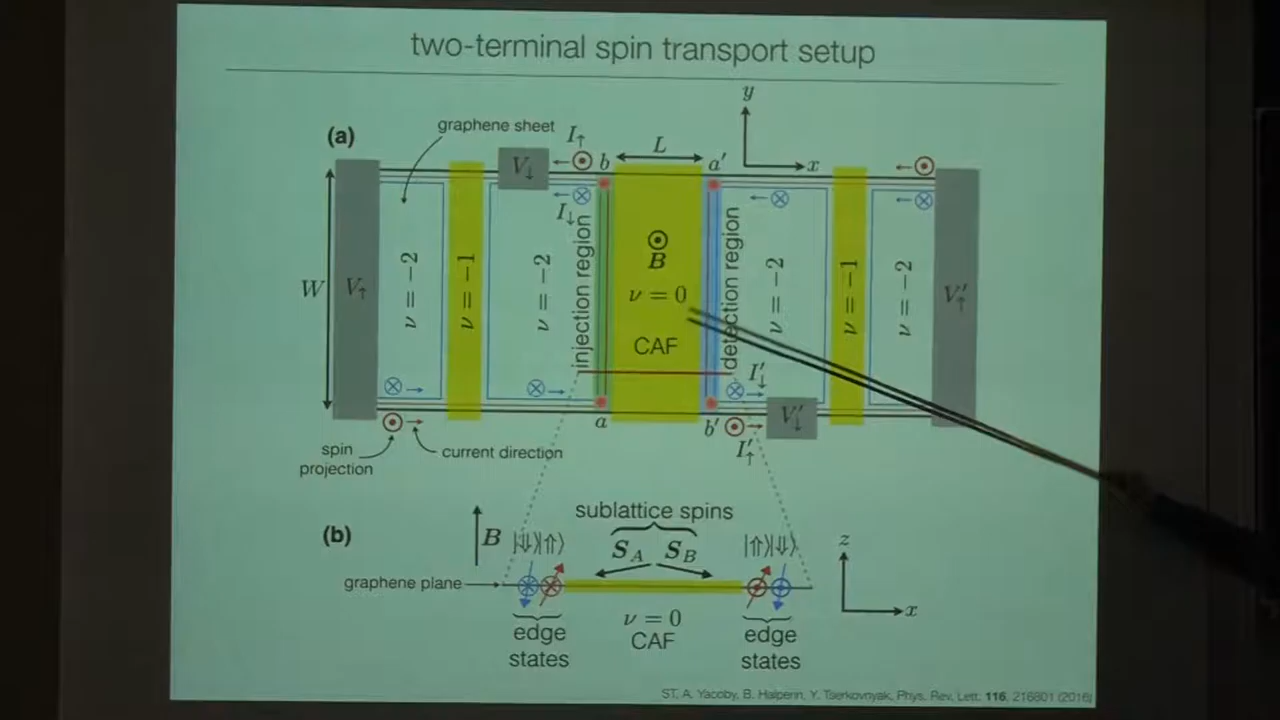 two-terminal spin transport setup
(a)
graphene sheet
I↑
b
L
a′
y
x
V↓
I↓
W
V↑
ν = −2
ν = −1
ν = −2
injection region
B
ν = 0
CAF
detection region
ν = −2
ν = −1
ν = −2
V′↑
I′↓
V′↓
a
b′
I′↑
spin
projection
current direction
(b)
B
|⇓⟩|⇑⟩
sublattice spins
S_A S_B
|⇑⟩|⇓⟩
z
x
graphene plane
edge
states
ν = 0
CAF
edge
states
ST, A. Yacoby, B. Halperin, Y. Tserkovnyak, Phys. Rev. Lett. 116, 216801 (2016)